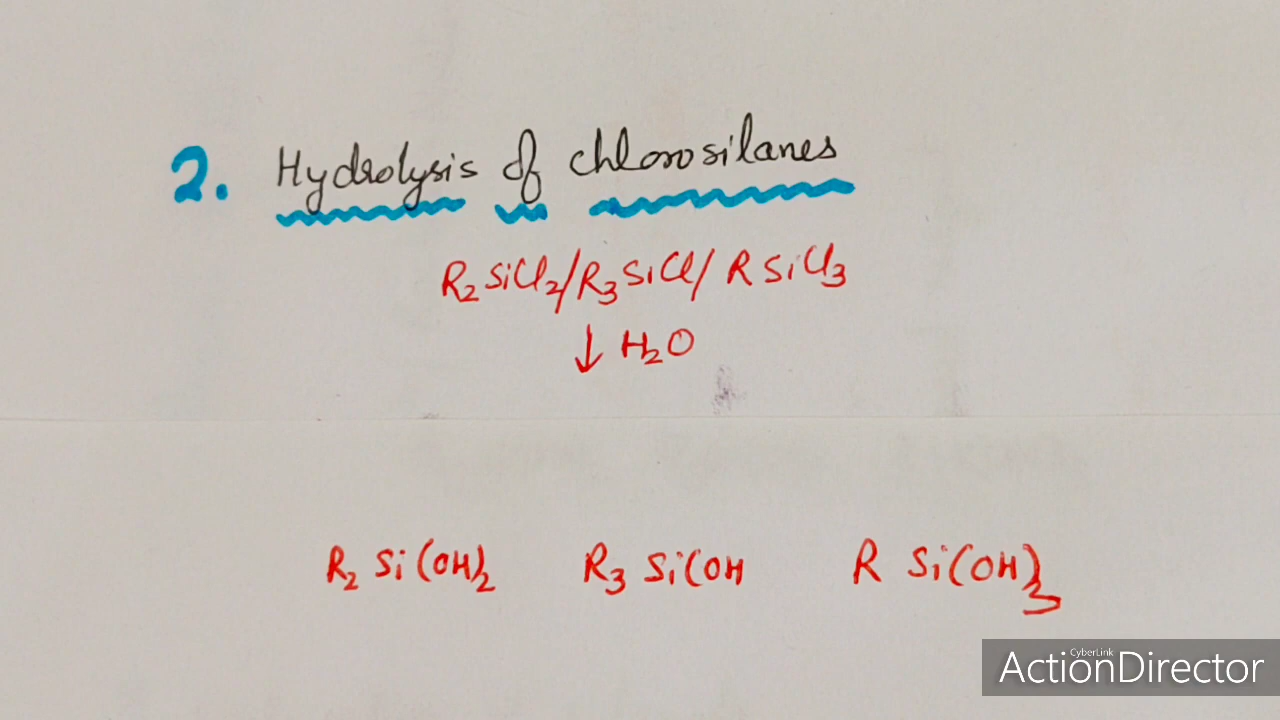 2. Hydrolysis of chlorosilanes
R₂SiCl₂/R₃SiCl/RSiCl₃
↓ H₂O
R₂ Si(OH)₂ R₃ Si(OH R Si(OH)₃
CyberLink
ActionDirector